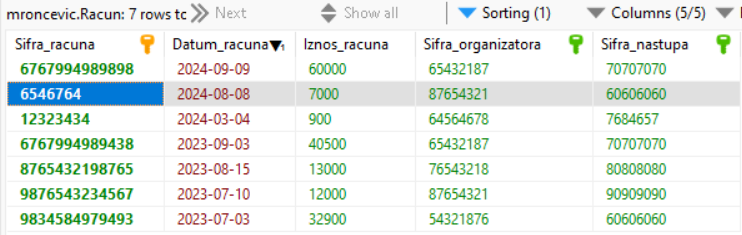 mroncevic.Racun: 7 rows tc Next Show all Sorting (1) Columns (5/5)
Sifra_racuna Datum_racuna 1 Iznos_racuna Sifra_organizatora Sifra_nastupa
6767994989898 2024-09-09 60000 65432187 70707070
6546764 2024-08-08 7000 87654321 60606060
12323434 2024-03-04 900 64564678 7684657
6767994989438 2023-09-03 40500 65432187 70707070
8765432198765 2023-08-15 13000 76543218 80808080
9876543234567 2023-07-10 12000 87654321 90909090
9834584979493 2023-07-03 32900 54321876 60606060